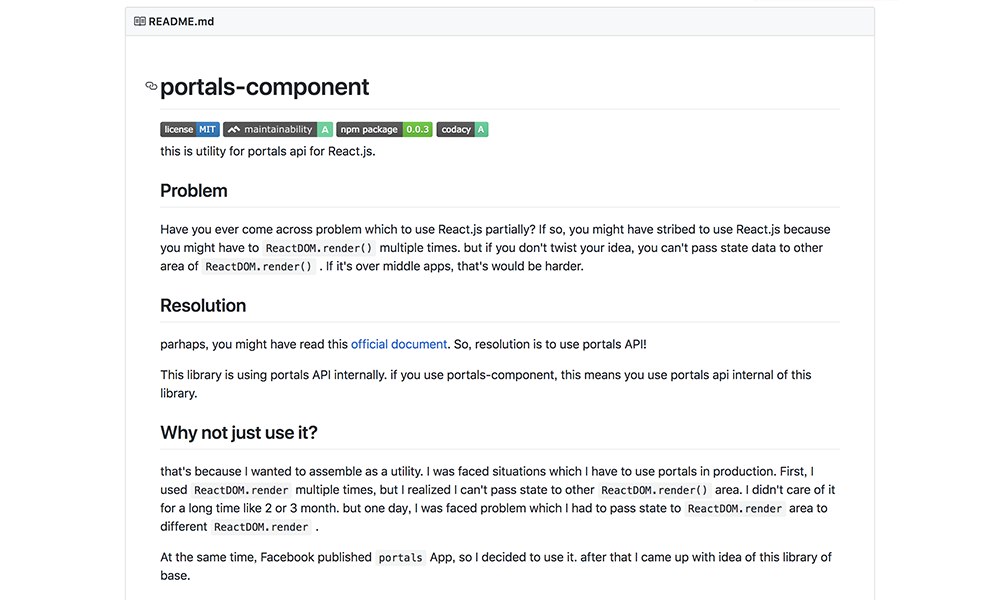 README.md
portals-component
license MIT maintainability A npm package 0.0.3 codacy A
this is utility for portals api for React.js.
Problem
Have you ever come across problem which to use React.js partially? If so, you might have stribed to use React.js because
you might have to ReactDOM.render() multiple times. but if you don't twist your idea, you can't pass state data to other
area of ReactDOM.render() . If it's over middle apps, that's would be harder.
Resolution
parhaps, you might have read this official document. So, resolution is to use portals API!
This library is using portals API internally. if you use portals-component, this means you use portals api internal of this
library.
Why not just use it?
that's because I wanted to assemble as a utility. I was faced situations which I have to use portals in production. First, I
used ReactDOM.render multiple times, but I realized I can't pass state to other ReactDOM.render() area. I didn't care of it
for a long time like 2 or 3 month. but one day, I was faced problem which I had to pass state to ReactDOM.render area to
different ReactDOM.render .
At the same time, Facebook published portals App, so I decided to use it. after that I came up with idea of this library of
base.